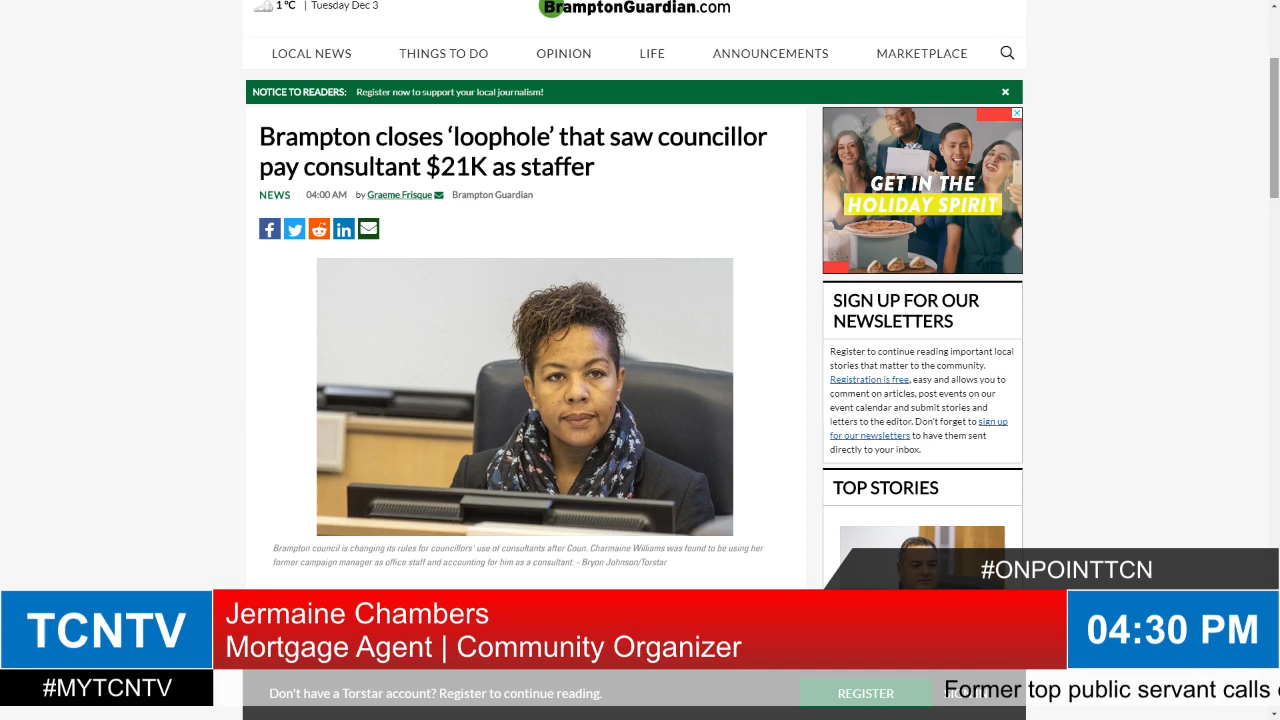 1 °C | Tuesday Dec 3
BramptonGuardian.com
LOCAL NEWS THINGS TO DO OPINION LIFE ANNOUNCEMENTS MARKETPLACE
NOTICE TO READERS: Register now to support your local journalism!
Brampton closes ‘loophole’ that saw councillor
pay consultant $21K as staffer
NEWS 04:00 AM by Graeme Frisque Brampton Guardian
Brampton council is changing its rules for councillors' use of consultants after Coun. Charmaine Williams was found to be using her
former campaign manager as office staff and accounting for him as a consultant. - Bryon Johnson/Torstar
GET IN THE
HOLIDAY SPIRIT
SIGN UP FOR OUR
NEWSLETTERS
Register to continue reading important local
stories that matter to the community.
Registration is free, easy and allows you to
comment on articles, post events on our
event calendar and submit stories and
letters to the editor. Don't forget to sign up
for our newsletters to have them sent
directly to your inbox.
TOP STORIES
#ONPOINTTCN
TCNTV
Jermaine Chambers
Mortgage Agent | Community Organizer
04:30 PM
#MYTCNTV
Don't have a Torstar account? Register to continue reading.
REGISTER
Former top public servant calls